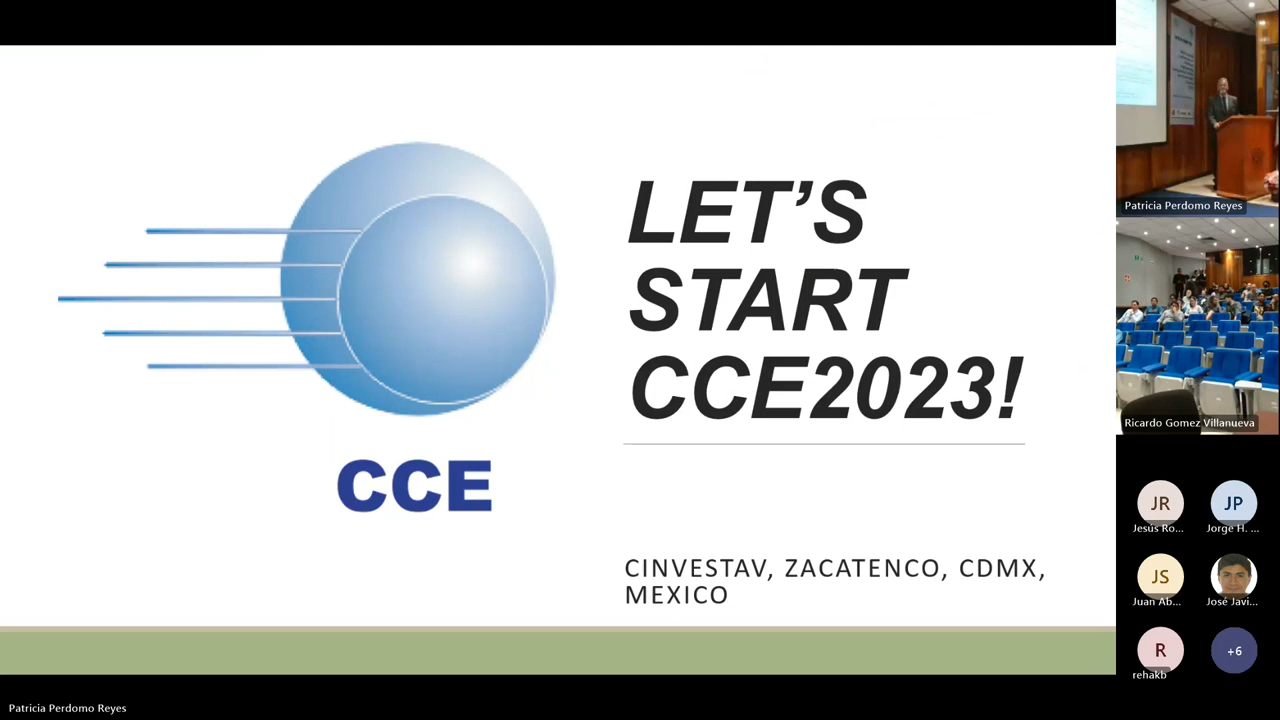 LET’S
START
CCE2023!
CCE
CINVESTAV, ZACATENCO, CDMX,
MEXICO
Patricia Perdomo Reyes
Ricardo Gomez Villanueva
JR
JP
Jesús Ro...
Jorge H. ...
JS
Juan Ab...
José Javi...
R
+6
rehakb
Patricia Perdomo Reyes